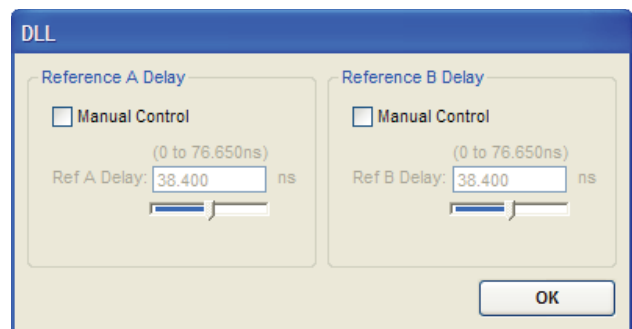 DLL
Reference A Delay
Manual Control
(0 to 76.650ns)
Ref A Delay: 38.400 ns
Reference B Delay
Manual Control
(0 to 76.650ns)
Ref B Delay: 38.400 ns
OK